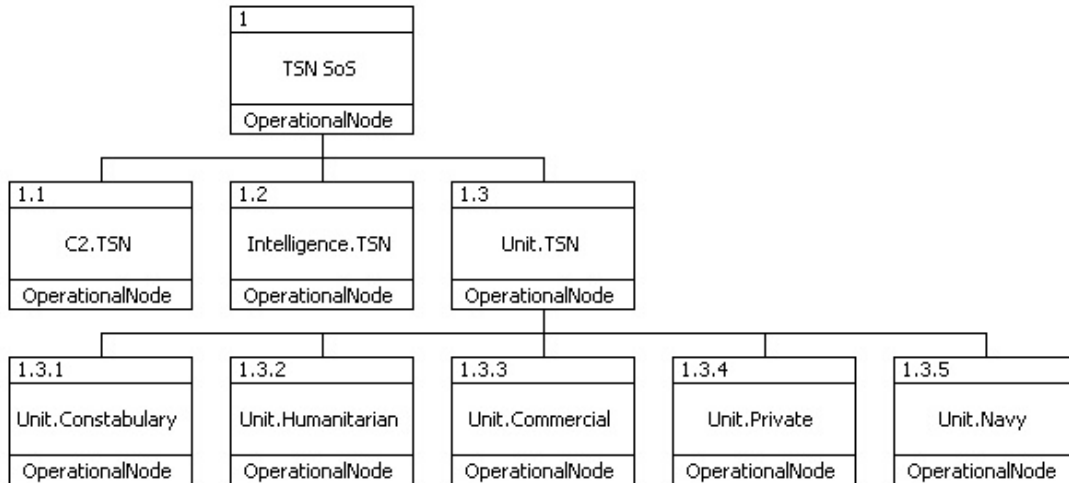 1
TSN SoS
OperationalNode
1.1
C2.TSN
OperationalNode
1.2
Intelligence.TSN
OperationalNode
1.3
Unit.TSN
OperationalNode
1.3.1
Unit.Constabulary
OperationalNode
1.3.2
Unit.Humanitarian
OperationalNode
1.3.3
Unit.Commercial
OperationalNode
1.3.4
Unit.Private
OperationalNode
1.3.5
Unit.Navy
OperationalNode